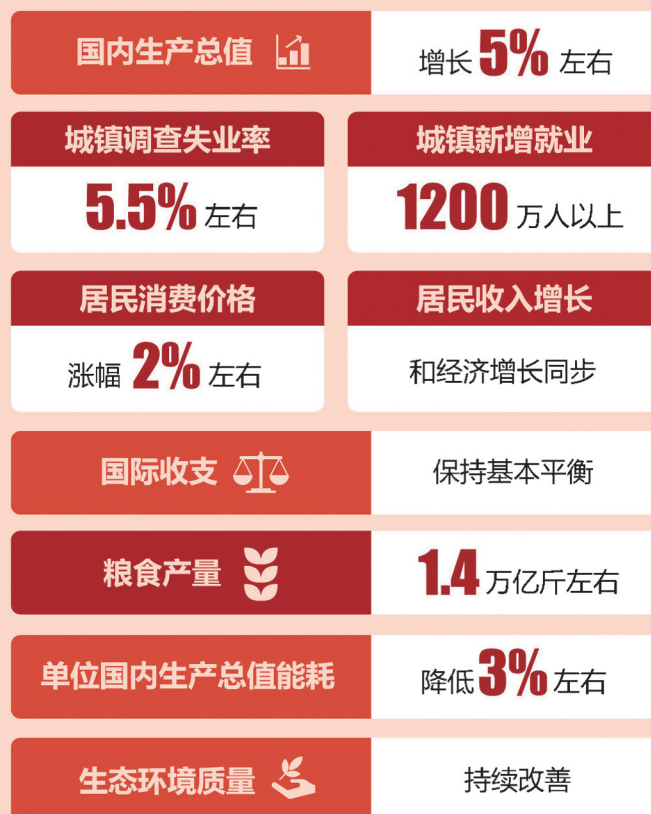 国内生产总值
增长5%左右
城镇调查失业率
5.5%左右
城镇新增就业
1200万人以上
居民消费价格
涨幅2%左右
居民收入增长
和经济增长同步
国际收支
保持基本平衡
粮食产量
1.4万亿斤左右
单位国内生产总值能耗
降低3%左右
生态环境质量
持续改善